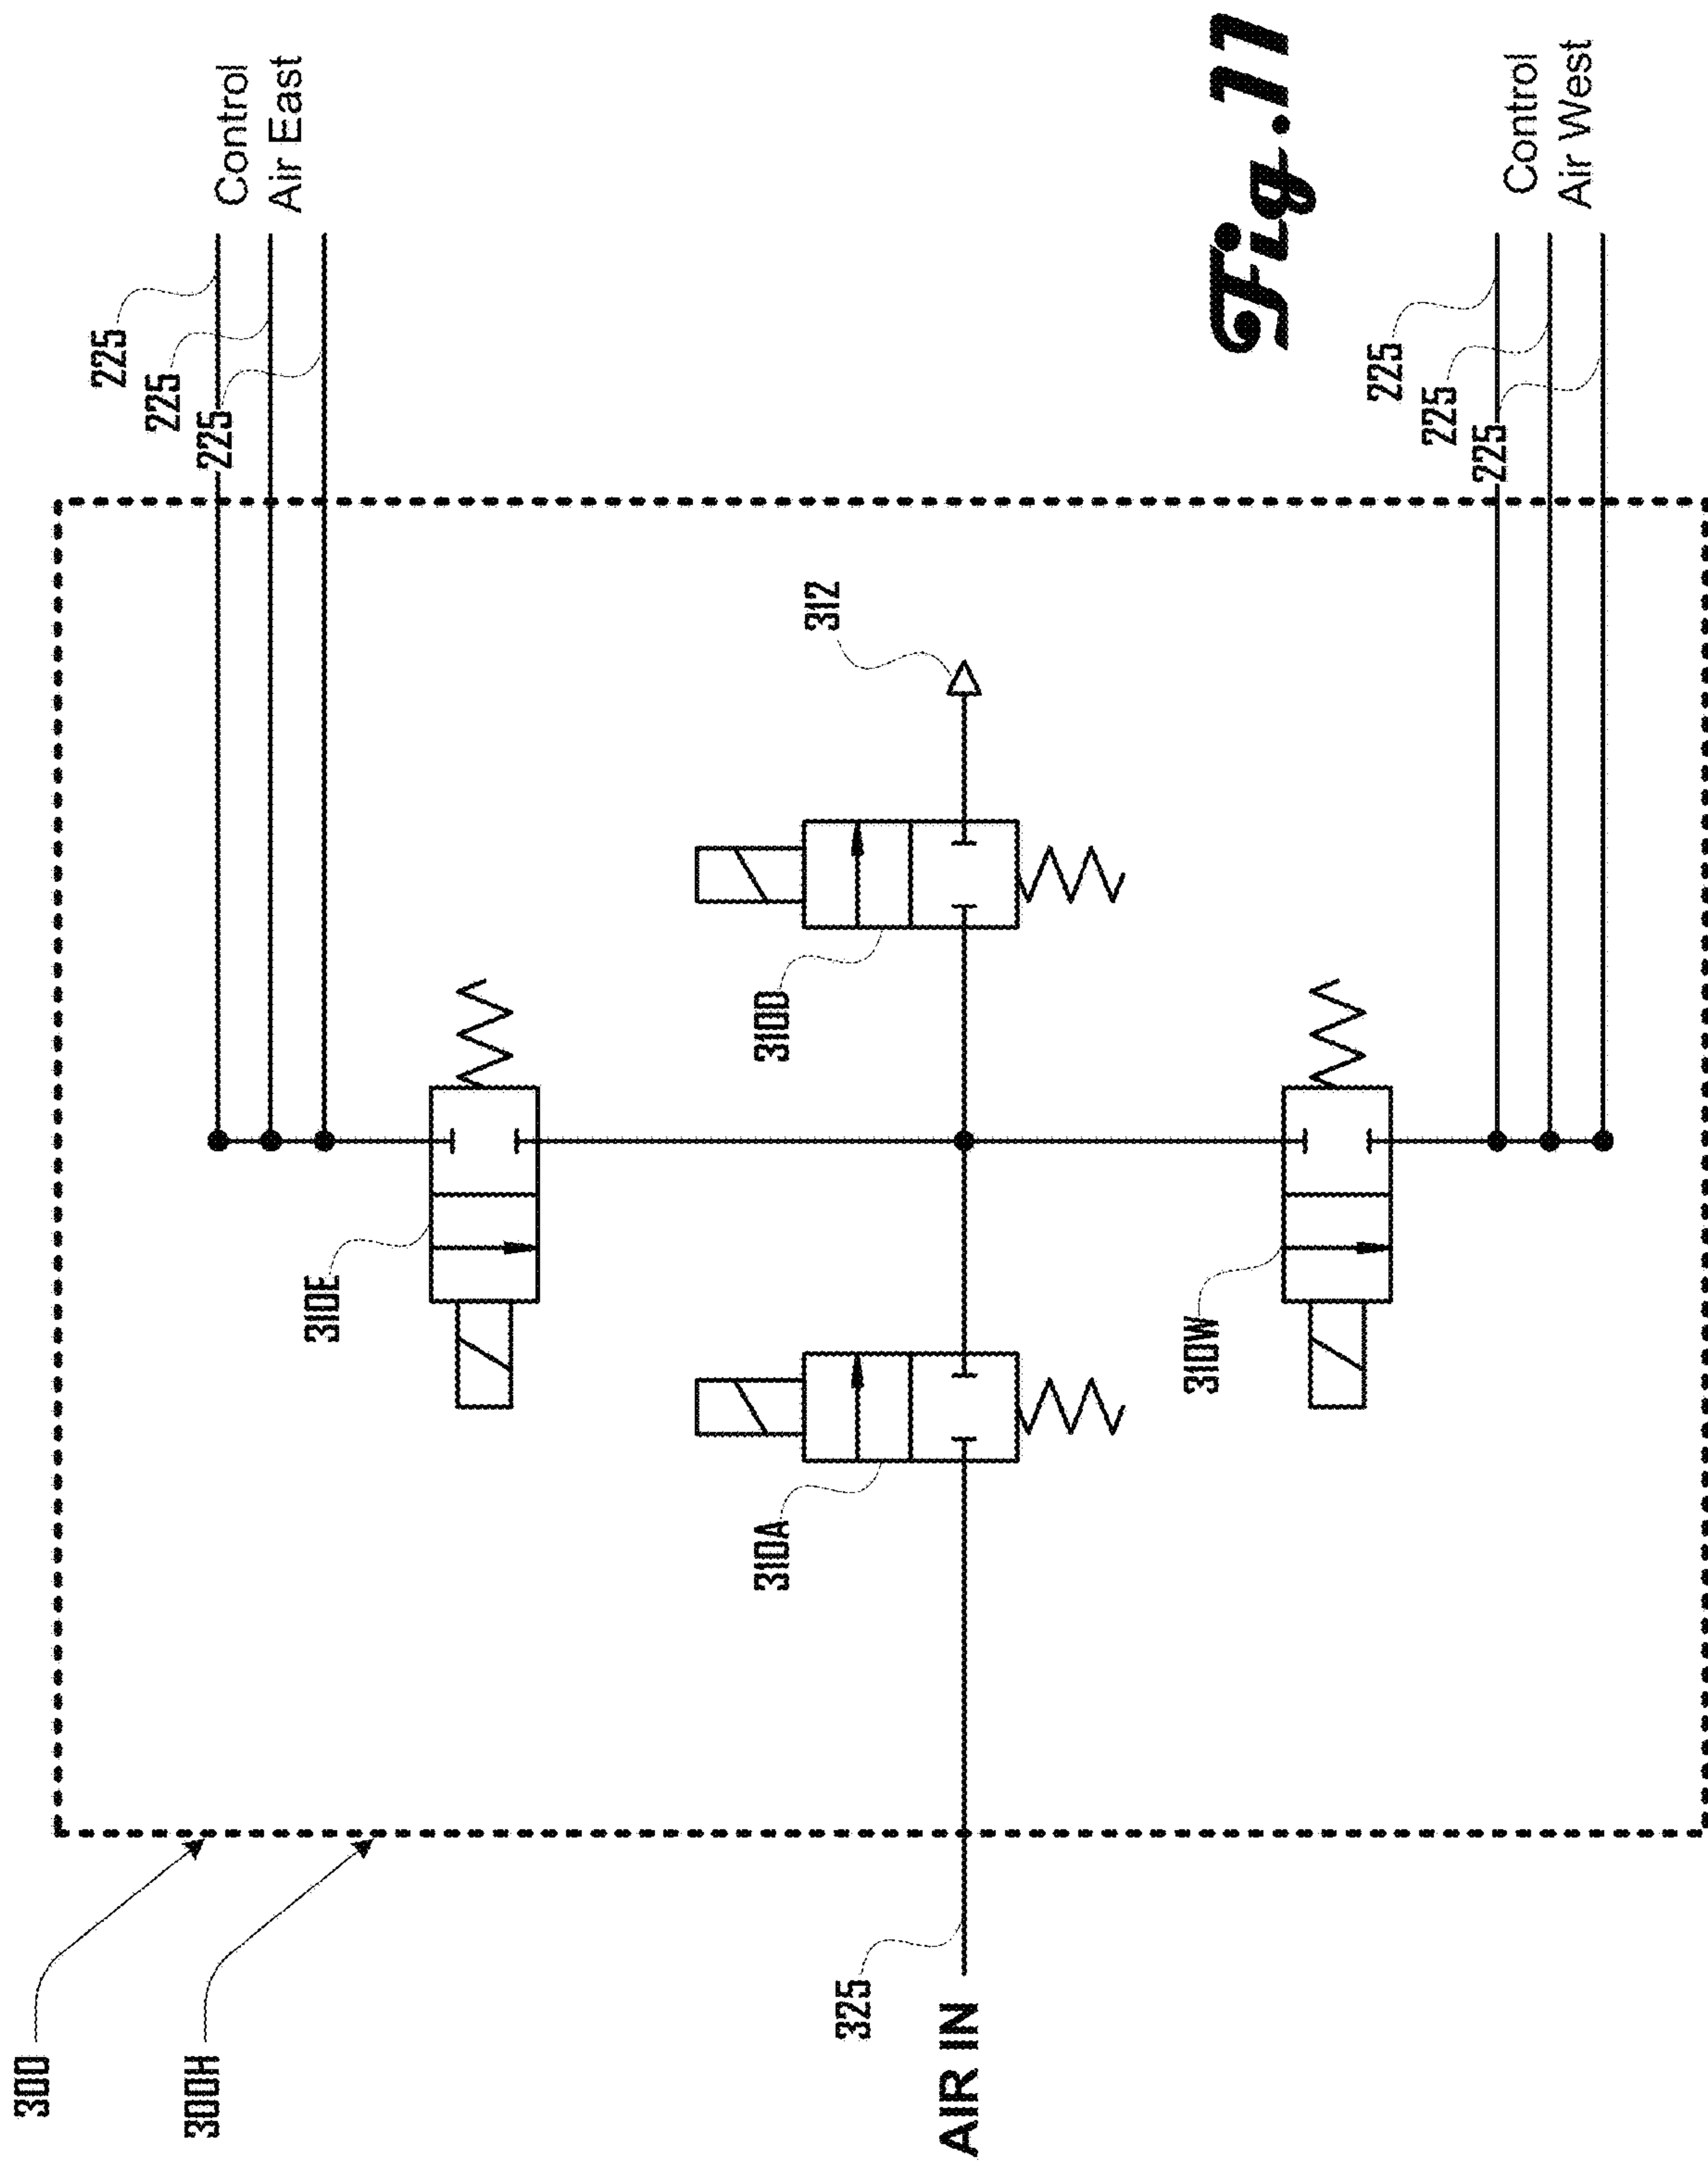 Control
Air East
225
225
225
Fig.11
Control
Air West
225
225
225
312
310D
310E
310A
310W
300
300H
325
AIR IN